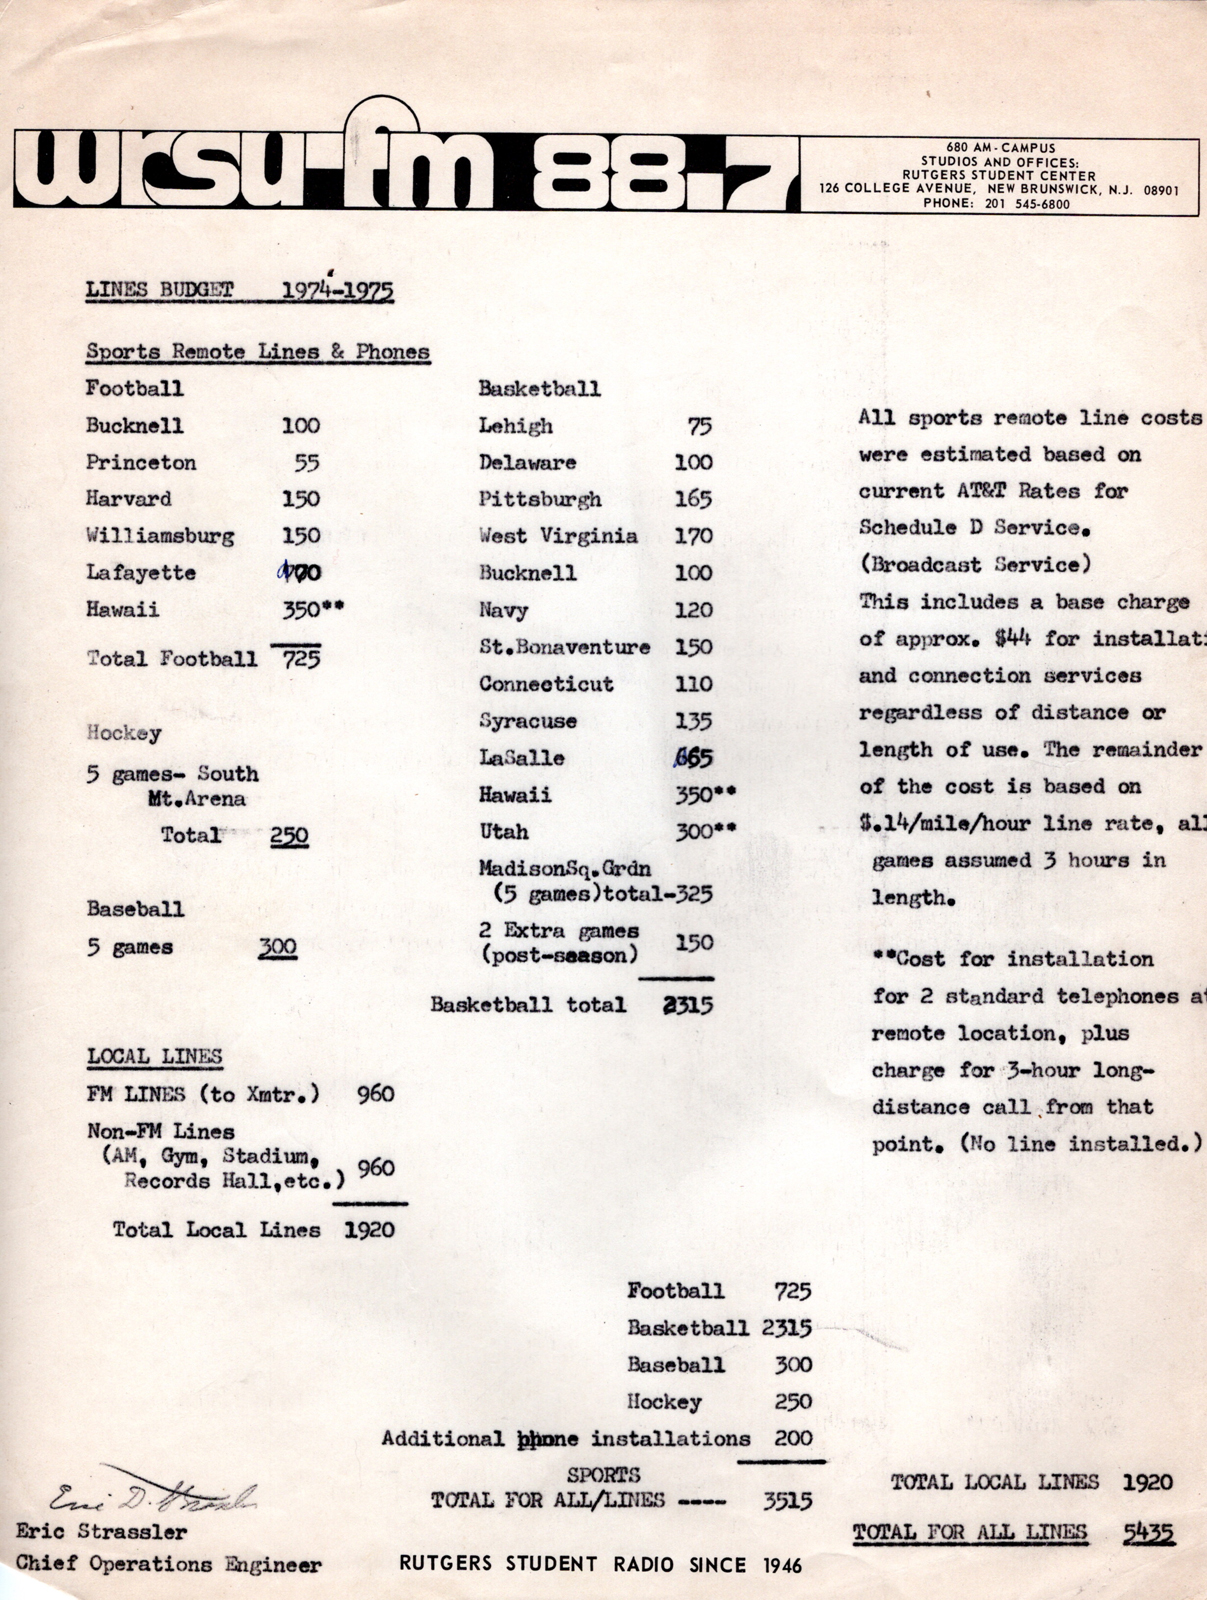 wrsu-fm 88.7
680 AM-CAMPUS
STUDIOS AND OFFICES:
RUTGERS STUDENT CENTER
126 COLLEGE AVENUE, NEW BRUNSWICK, N.J. 08901
PHONE: 201 545-6800
LINES BUDGET 1974-1975
Sports Remote Lines & Phones
Football
Bucknell 100
Princeton 55
Harvard 150
Williamsburg 150
Lafayette
Hawaii 350**
Total Football 725
Hockey
5 games- South
Mt.Arena
Total 250
Baseball
5 games 300
Basketball
Lehigh 75
Delaware 100
Pittsburgh 165
West Virginia 170
Bucknell 100
Navy 120
St.Bonaventure 150
Connecticut 110
Syracuse 135
LaSalle 65
Hawaii 350**
Utah 300**
MadisonSq.Grdn
(5 games)total-325
2 Extra games
(post-season) 150
Basketball total 2315
All sports remote line costs
were estimated based on
current AT&T Rates for
Schedule D Service.
(Broadcast Service)
This includes a base charge
of approx. $44 for installati
and connection services
regardless of distance or
length of use. The remainder
of the cost is based on
$.14/mile/hour line rate, all
games assumed 3 hours in
length.
**Cost for installation
for 2 standard telephones at
remote location, plus
charge for 3-hour long-
distance call from that
point. (No line installed.)
LOCAL LINES
FM LINES (to Xmtr.) 960
Non-FM Lines
(AM, Gym, Stadium,
Records Hall,etc.) 960
Total Local Lines 1920
Football 725
Basketball 2315
Baseball 300
Hockey 250
Additional phone installations 200
SPORTS
TOTAL FOR ALL/LINES ---- 3515
TOTAL LOCAL LINES 1920
TOTAL FOR ALL LINES 5435
Eric D. Strassler
Eric Strassler
Chief Operations Engineer
RUTGERS STUDENT RADIO SINCE 1946